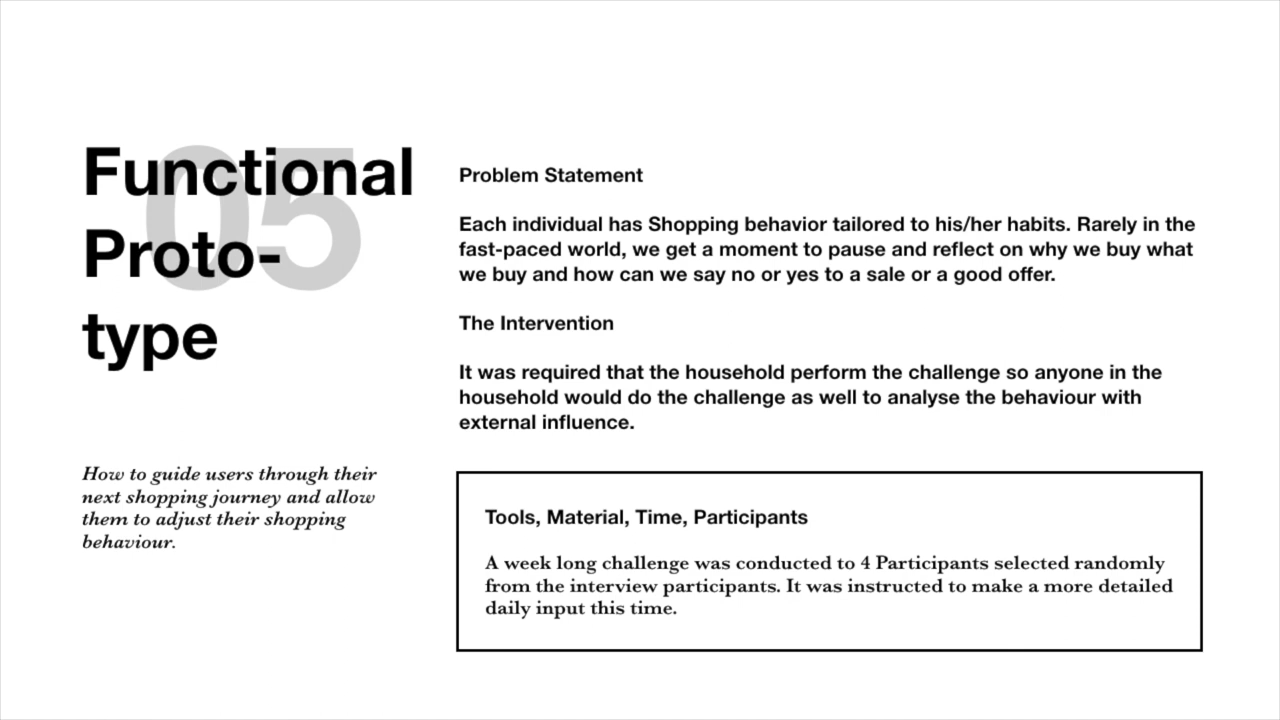 05
Functional
Proto-
type
How to guide users through their
next shopping journey and allow
them to adjust their shopping
behaviour.
Problem Statement
Each individual has Shopping behavior tailored to his/her habits. Rarely in the
fast-paced world, we get a moment to pause and reflect on why we buy what
we buy and how can we say no or yes to a sale or a good offer.
The Intervention
It was required that the household perform the challenge so anyone in the
household would do the challenge as well to analyse the behaviour with
external influence.
Tools, Material, Time, Participants
A week long challenge was conducted to 4 Participants selected randomly
from the interview participants. It was instructed to make a more detailed
daily input this time.